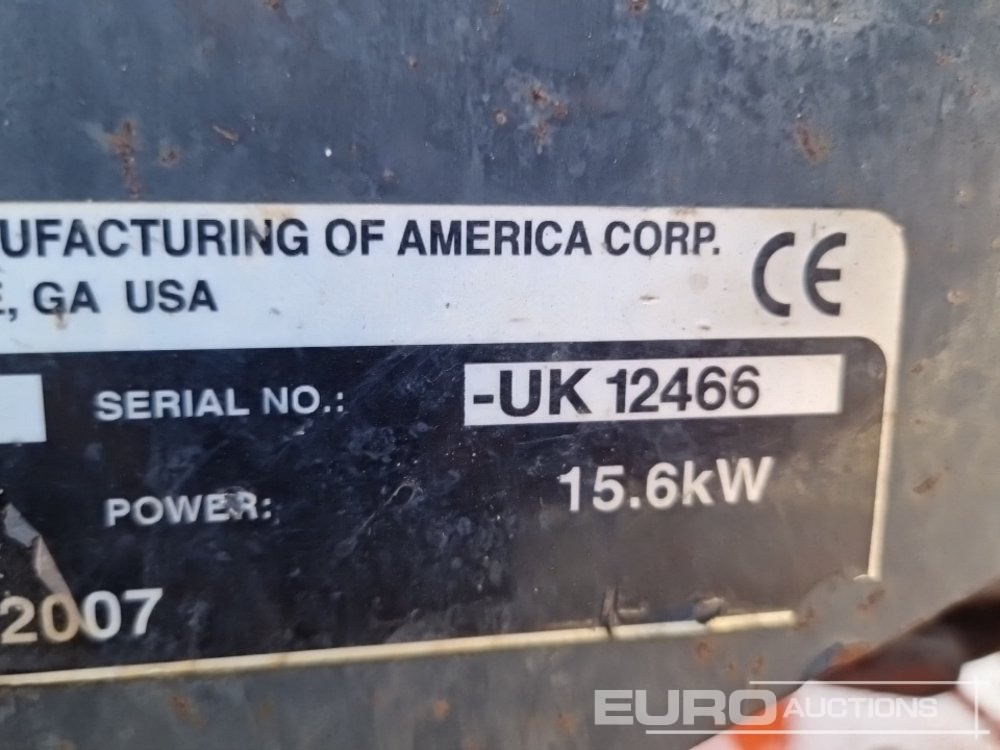 UFACTURING OF AMERICA CORP.
, GA USA
CE
SERIAL NO.: -UK 12466
POWER: 15.6kW
2007
EURO AUCTIONS